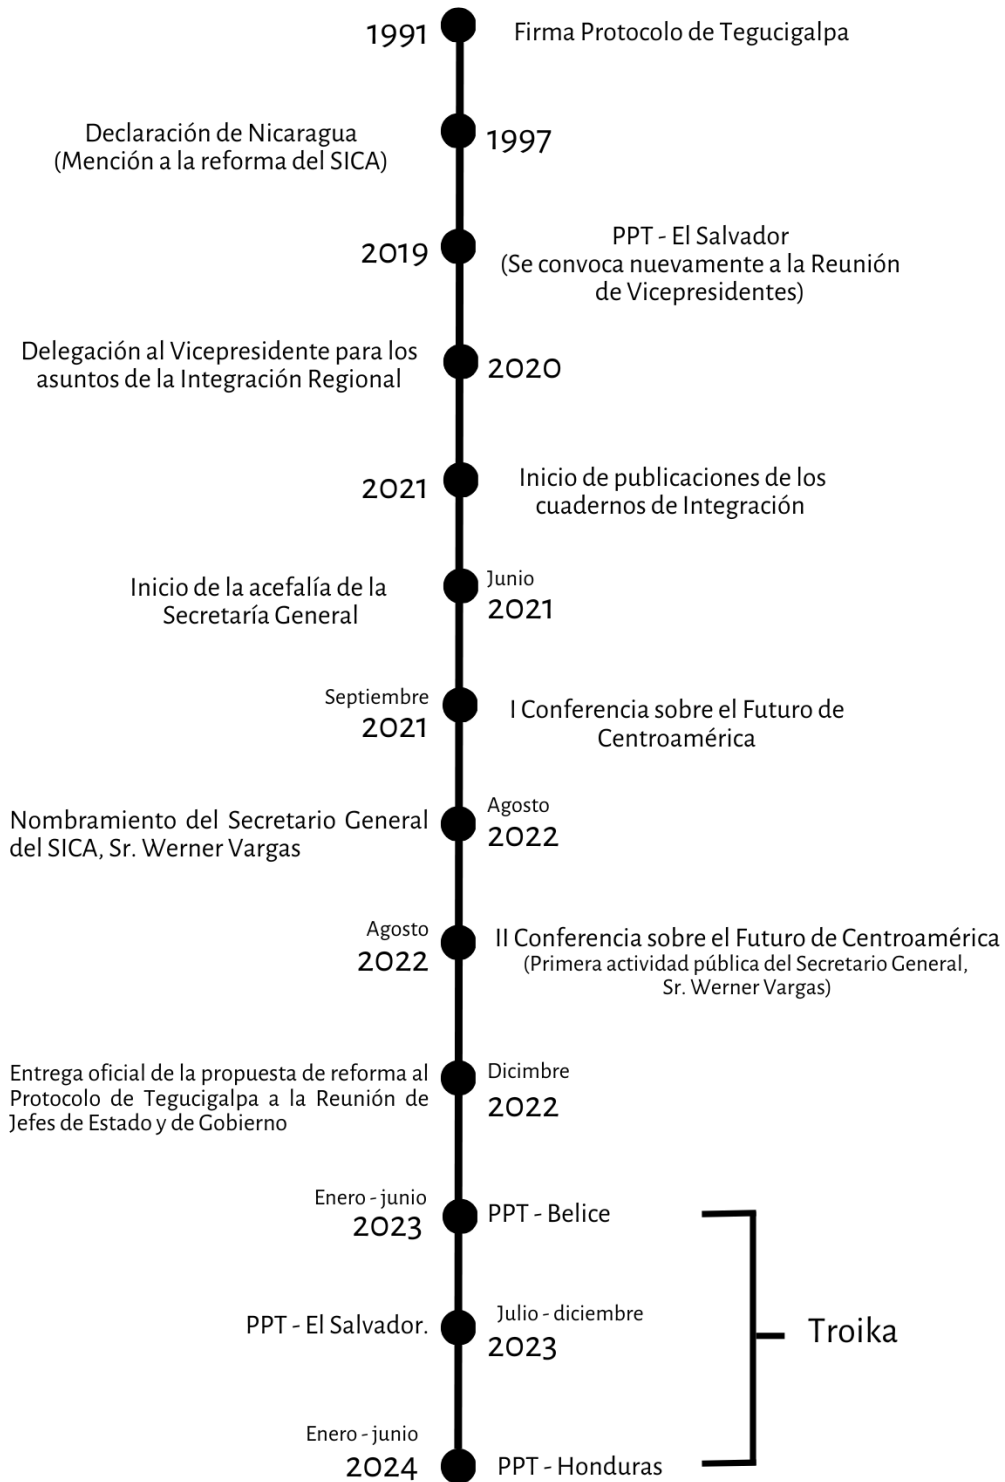 1991
Firma Protocolo de Tegucigalpa
Declaración de Nicaragua
(Mención a la reforma del SICA)
1997
2019
PPT - El Salvador
(Se convoca nuevamente a la Reunión
de Vicepresidentes)
Delegación al Vicepresidente para los
asuntos de la Integración Regional
2020
2021
Inicio de publicaciones de los
cuadernos de Integración
Inicio de la acefalía de la
Secretaría General
Junio
2021
Septiembre
2021
I Conferencia sobre el Futuro de
Centroamérica
Nombramiento del Secretario General
del SICA, Sr. Werner Vargas
Agosto
2022
Agosto
2022
II Conferencia sobre el Futuro de Centroamérica
(Primera actividad pública del Secretario General,
Sr. Werner Vargas)
Entrega oficial de la propuesta de reforma al
Protocolo de Tegucigalpa a la Reunión de
Jefes de Estado y de Gobierno
Dicimbre
2022
Enero - junio
2023
PPT - Belice
PPT - El Salvador.
Julio - diciembre
2023
Troika
Enero - junio
2024
PPT - Honduras